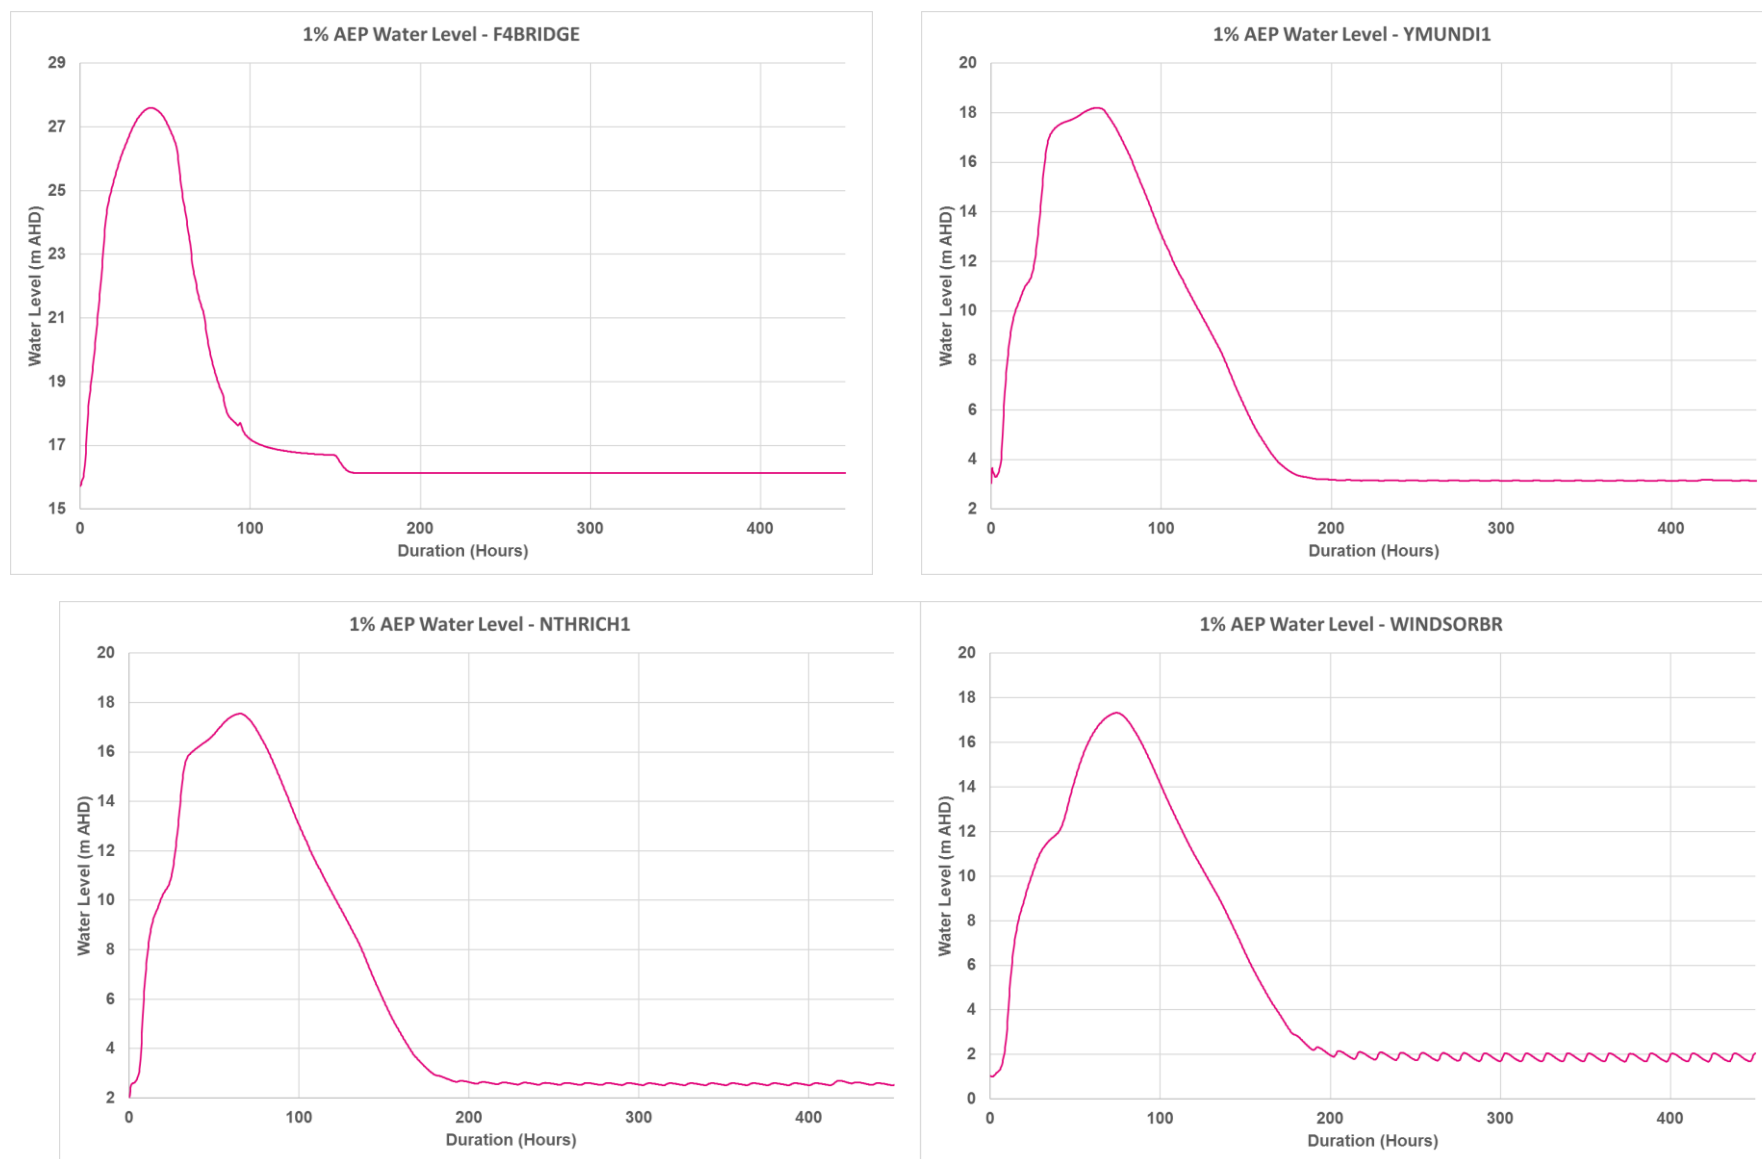 1% AEP Water Level - F4BRIDGE
29
27
25
23
21
19
17
15
Water Level (m AHD)
0 100 200 300 400
Duration (Hours)
1% AEP Water Level - YMUNDI1
20
18
16
14
12
10
8
6
4
2
Water Level (m AHD)
0 100 200 300 400
Duration (Hours)
1% AEP Water Level - NTHRICH1
20
18
16
14
12
10
8
6
4
2
Water Level (m AHD)
0 100 200 300 400
Duration (Hours)
1% AEP Water Level - WINDSORBR
20
18
16
14
12
10
8
6
4
2
0
Water Level (m AHD)
0 100 200 300 400
Duration (Hours)